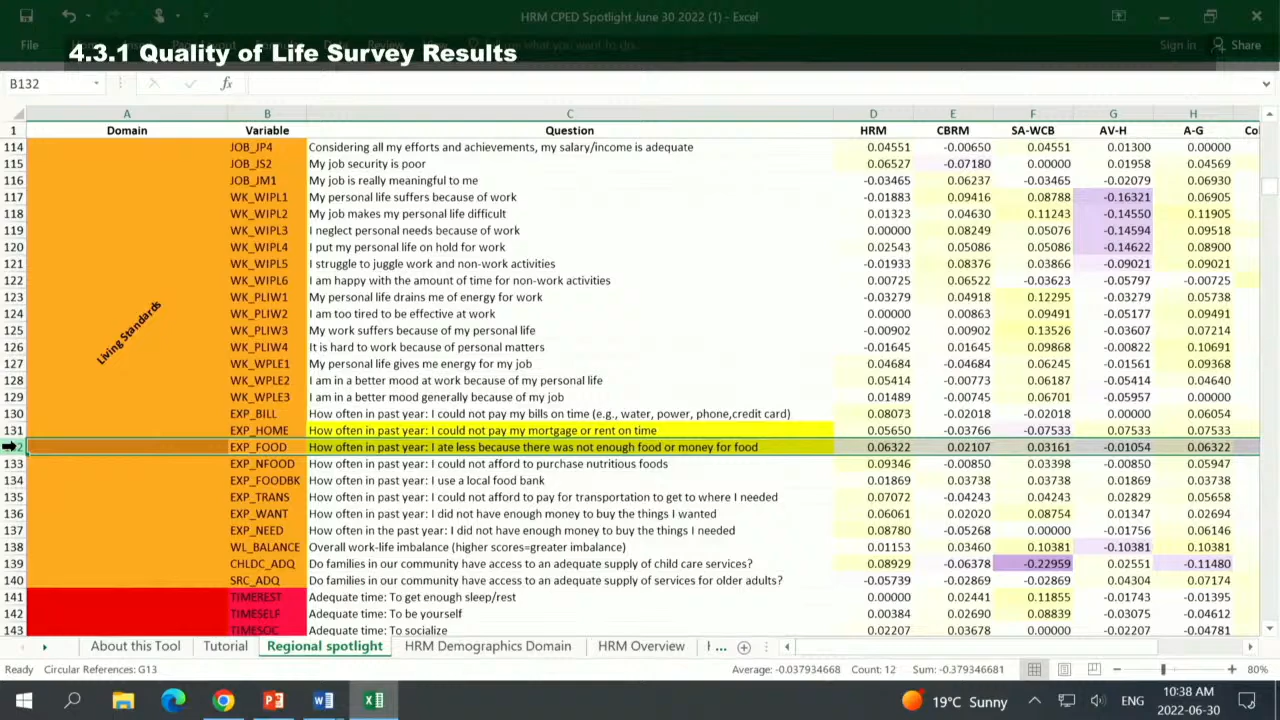 HRM CPED Spotlight June 30 2022 (1) - Excel
File
what you want to do
Sign in
Share
4.3.1 Quality of Life Survey Results
B132
fx
A B C D E F G H
1 Domain Variable Question HRM CBRM SA-WCB AV-H A-G Co
114 JOB_JP4 Considering all my efforts and achievements, my salary/income is adequate 0.04551 -0.00650 0.04551 0.01300 0.00000
115 JOB_JS2 My job security is poor 0.06527 -0.07180 0.00000 0.01958 0.04569
116 JOB_JM1 My job is really meaningful to me -0.03465 0.06237 -0.03465 -0.02079 0.06930
117 WK_WIPL1 My personal life suffers because of work -0.01883 0.09416 0.08788 -0.16321 0.06905
118 WK_WIPL2 My job makes my personal life difficult 0.01323 0.04630 0.11243 -0.14550 0.11905
119 WK_WIPL3 I neglect personal needs because of work 0.00000 0.08249 0.05076 -0.14594 0.09518
120 WK_WIPL4 I put my personal life on hold for work 0.02543 0.05086 0.05086 -0.14622 0.08900
121 WK_WIPL5 I struggle to juggle work and non-work activities -0.01933 0.08376 0.03866 -0.09021 0.09021
122 WK_WIPL6 I am happy with the amount of time for non-work activities 0.00725 0.06522 -0.03623 -0.05797 -0.00725
123 WK_PLIW1 My personal life drains me of energy for work -0.03279 0.04918 0.12295 -0.03279 0.05738
124 WK_PLIW2 I am too tired to be effective at work 0.00000 0.00863 0.09491 -0.05177 0.09491
125 WK_PLIW3 My work suffers because of my personal life -0.00902 0.00902 0.13526 -0.03607 0.07214
126 WK_PLIW4 It is hard to work because of personal matters -0.01645 0.01645 0.09868 -0.00822 0.10691
Living Standards
127 WK_WPLE1 My personal life gives me energy for my job 0.04684 -0.04684 0.06245 -0.01561 0.09368
128 WK_WPLE2 I am in a better mood at work because of my personal life 0.05414 -0.00773 0.06187 -0.05414 0.04640
129 WK_WPLE3 I am in a better mood generally because of my job 0.01489 -0.00745 0.06701 -0.05957 0.00000
130 EXP_BILL How often in past year: I could not pay my bills on time (e.g., water, power, phone,credit card) 0.08073 -0.02018 -0.02018 0.00000 0.06054
131 EXP_HOME How often in past year: I could not pay my mortgage or rent on time 0.05650 -0.03766 -0.07533 0.07533 0.07533
2 EXP_FOOD How often in past year: I ate less because there was not enough food or money for food 0.06322 0.02107 0.03161 -0.01054 0.06322
133 EXP_NFOOD How often in past year: I could not afford to purchase nutritious foods 0.09346 -0.00850 0.03398 -0.00850 0.05947
134 EXP_FOODBK How often in past year: I use a local food bank 0.01869 0.03738 0.03738 0.01869 0.03738
135 EXP_TRANS How often in past year: I could not afford to pay for transportation to get to where I needed 0.07072 -0.04243 0.04243 0.02829 0.05658
136 EXP_WANT How often in past year: I did not have enough money to buy the things I wanted 0.06061 0.02020 0.08754 0.01347 0.02694
137 EXP_NEED How often in the past year: I did not have enough money to buy the things I needed 0.08780 -0.05268 0.00000 -0.01756 0.06146
138 WL_BALANCE Overall work-life imbalance (higher scores=greater imbalance) 0.01153 0.03460 0.10381 -0.10381 0.10381
139 CHLDC_ADQ Do families in our community have access to an adequate supply of child care services? 0.08929 -0.06378 -0.22959 0.02551 -0.11480
140 SRC_ADQ Do families in our community have access to an adequate supply of services for older adults? -0.05739 -0.02869 -0.02869 0.04304 0.07174
141 TIMEREST Adequate time: To get enough sleep/rest 0.00000 0.02441 0.11855 -0.01743 -0.01395
142 TIMESELF Adequate time: To be yourself 0.00384 0.02690 0.08839 -0.03075 -0.04612
143 TIMESOC Adequate time: To socialize 0.02207 0.03678 0.00000 -0.02207 -0.04781
About this Tool Tutorial Regional spotlight HRM Demographics Domain HRM Overview ...
Ready Circular References: G13 Average: -0.037934668 Count: 12 Sum: -0.379346681 80%
19°C Sunny ENG 10:38 AM
2022-06-30